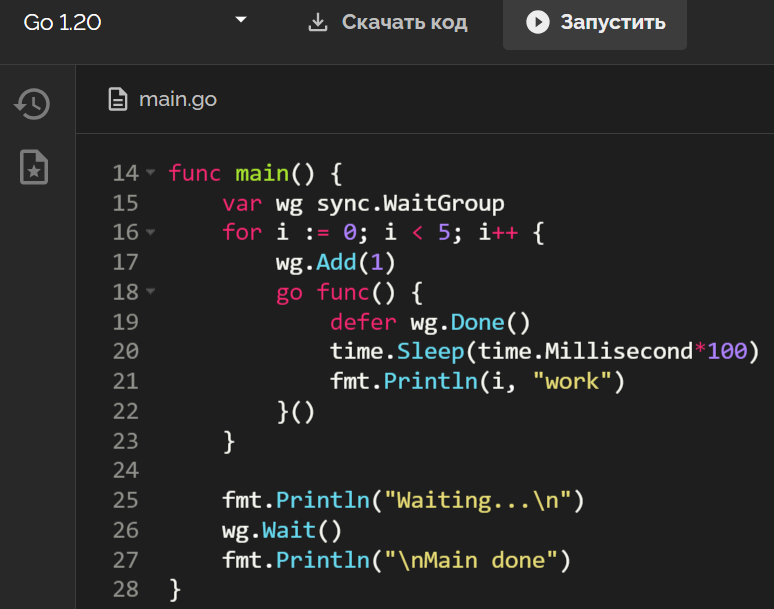 Go 1.20 Скачать код Запустить
main.go
14 func main() {
15     var wg sync.WaitGroup
16     for i := 0; i < 5; i++ {
17         wg.Add(1)
18         go func() {
19             defer wg.Done()
20             time.Sleep(time.Millisecond*100)
21             fmt.Println(i, "work")
22         }()
23     }
24
25     fmt.Println("Waiting...\n")
26     wg.Wait()
27     fmt.Println("\nMain done")
28 }